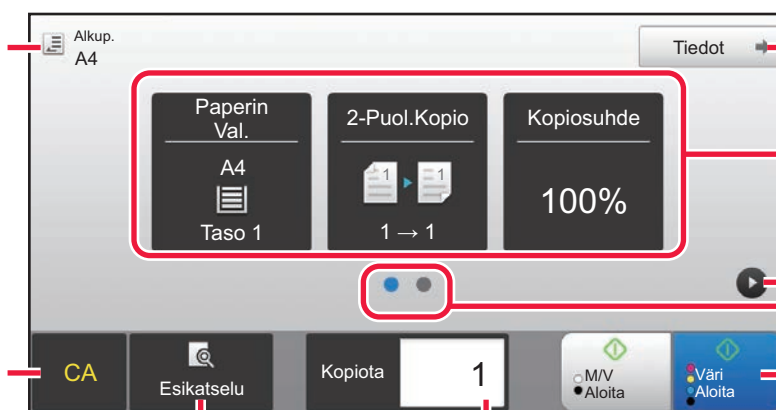 Alkup.
A4
Tiedot
Paperin
Val.
A4
Taso 1
2-Puol.Kopio
1 1
1 → 1
Kopiosuhde
100%
CA
Esikatselu
Kopiota
1
M/V
Aloita
Väri
Aloita